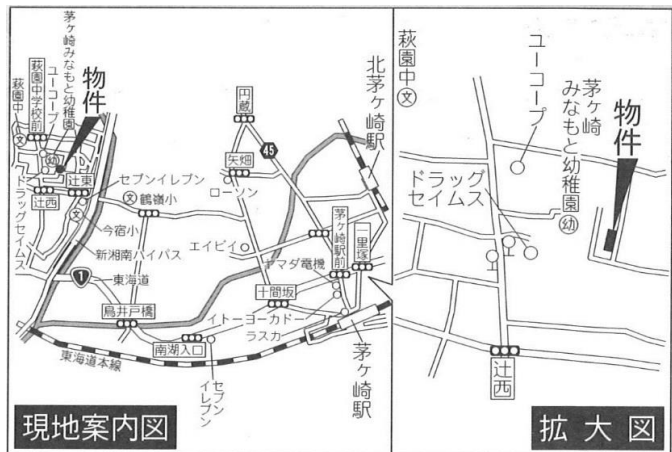 茅ヶ崎みなもと幼稚園
ユーコープ
萩園中学校前
萩園中
文
物件
幼
ドラッグセイムス
辻西
辻東
セブンイレブン
文
今宿小
新湘南バイパス
1
東海道
鳥井戸橋
東海道本線
円蔵
45
矢畑
ローソン
文鶴嶺小
エイビイ
北茅ヶ崎駅
茅ヶ崎駅前
里塚
ヤマダ電機
十間坂
イトーヨーカドー
ラスカ
南湖入口
セブン
イレブン
茅ヶ崎駅
現地案内図
萩園中文
ユーコープ
茅ヶ崎
みなもと幼稚園幼
物件
ドラッグ
セイムス
辻西
拡大図